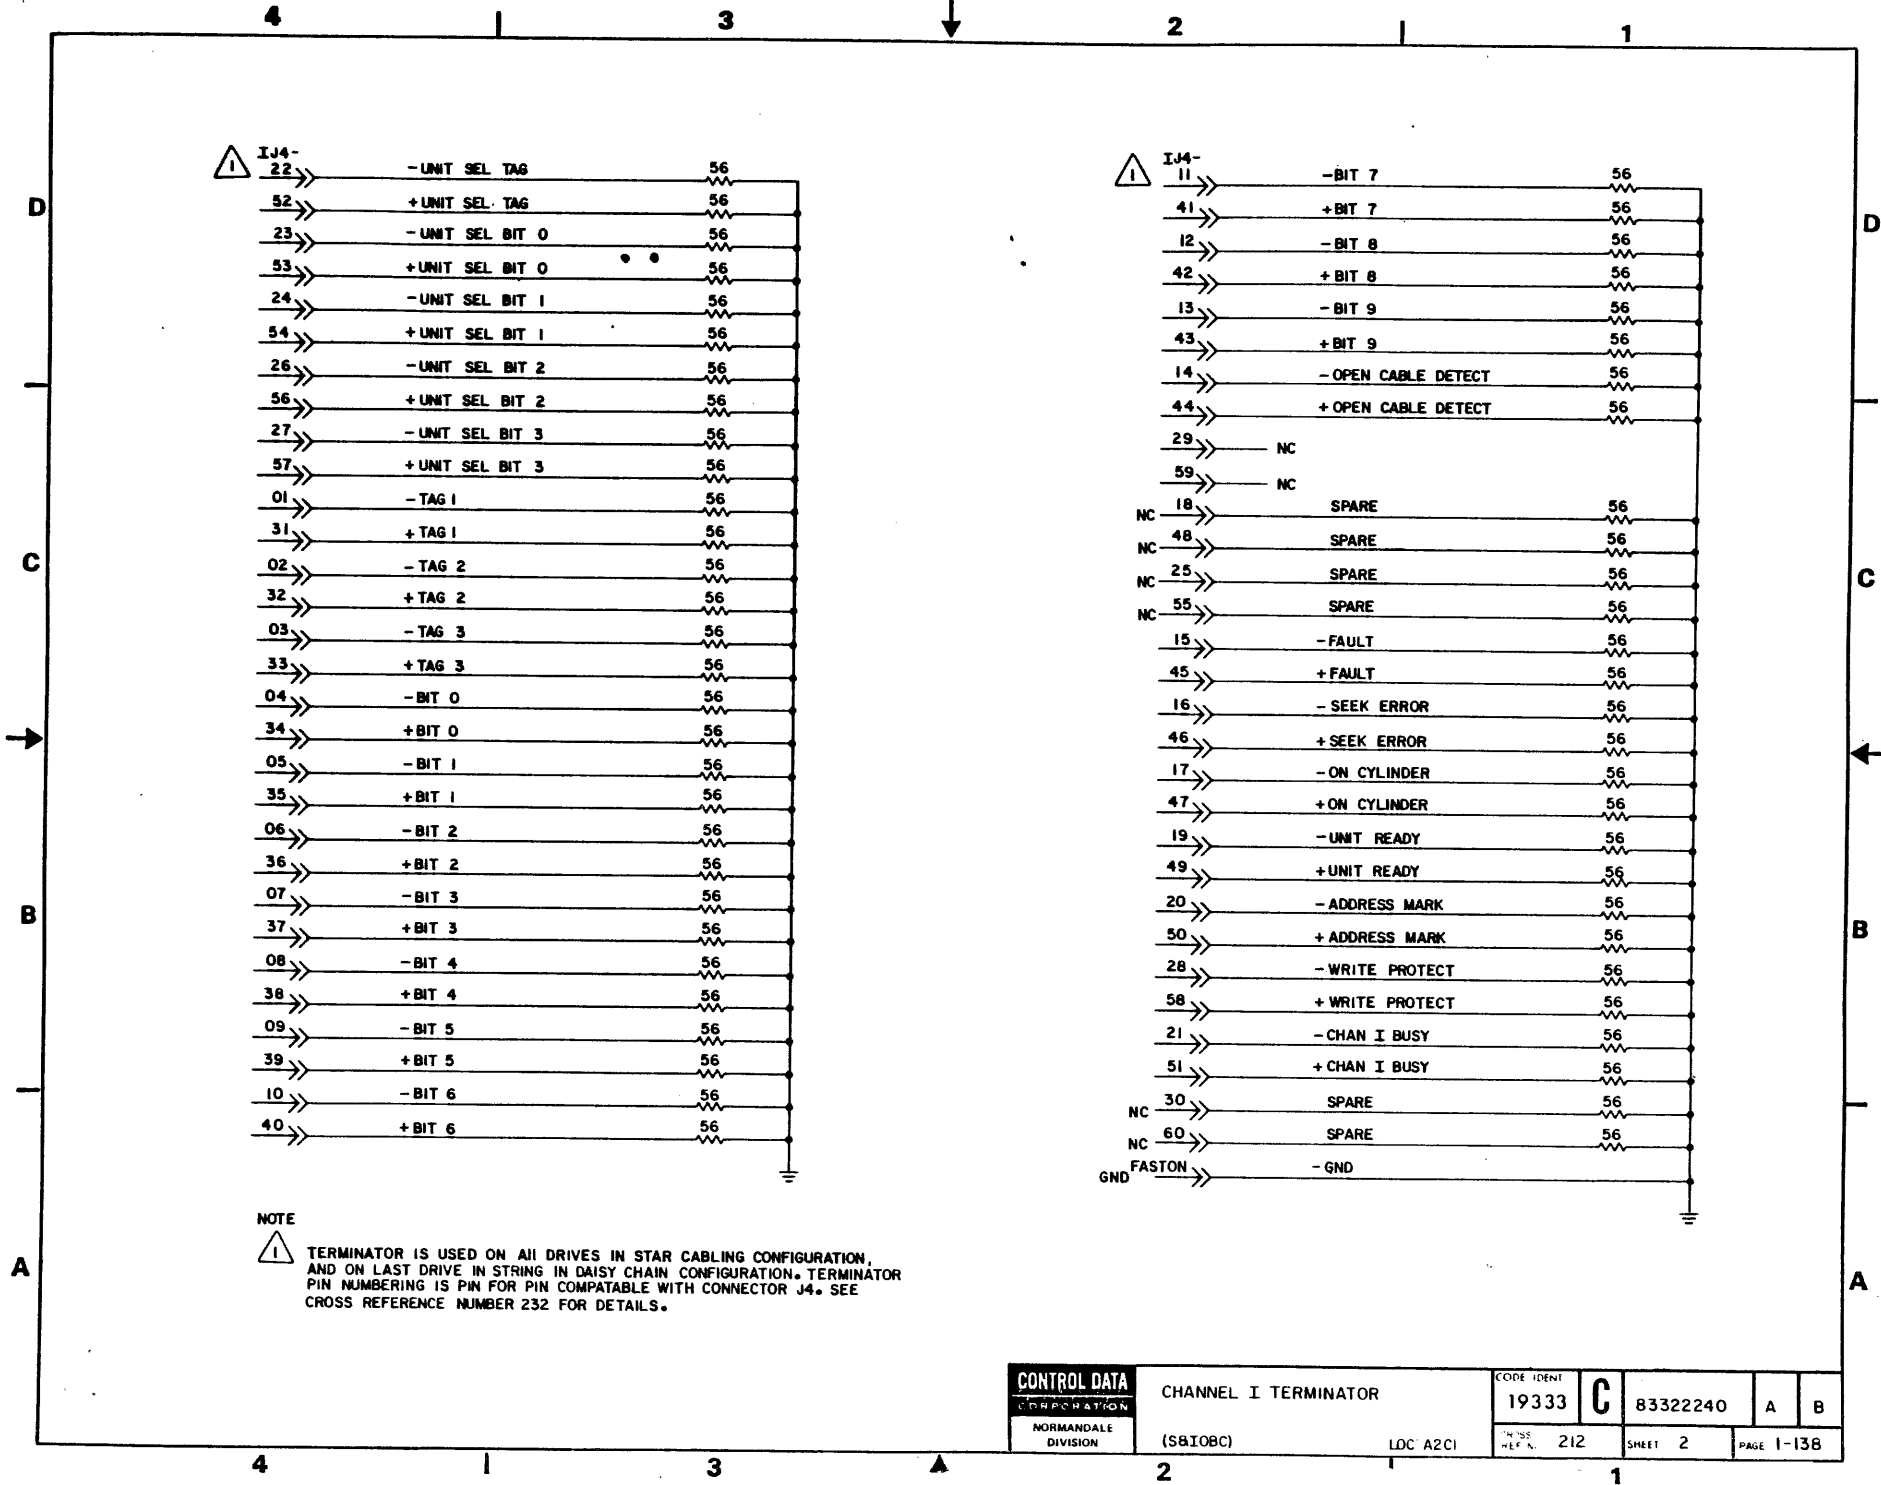 4 3 2 1
IJ4-
22 -UNIT SEL TAG 56
52 +UNIT SEL TAG 56
23 -UNIT SEL BIT 0 56
53 +UNIT SEL BIT 0 56
24 -UNIT SEL BIT 1 56
54 +UNIT SEL BIT 1 56
26 -UNIT SEL BIT 2 56
56 +UNIT SEL BIT 2 56
27 -UNIT SEL BIT 3 56
57 +UNIT SEL BIT 3 56
01 -TAG 1 56
31 +TAG 1 56
02 -TAG 2 56
32 +TAG 2 56
03 -TAG 3 56
33 +TAG 3 56
04 -BIT 0 56
34 +BIT 0 56
05 -BIT 1 56
35 +BIT 1 56
06 -BIT 2 56
36 +BIT 2 56
07 -BIT 3 56
37 +BIT 3 56
08 -BIT 4 56
38 +BIT 4 56
09 -BIT 5 56
39 +BIT 5 56
10 -BIT 6 56
40 +BIT 6 56
1
IJ4-
11 -BIT 7 56
41 +BIT 7 56
12 -BIT 8 56
42 +BIT 8 56
13 -BIT 9 56
43 +BIT 9 56
14 -OPEN CABLE DETECT 56
44 +OPEN CABLE DETECT 56
29 NC
59 NC
NC 18 SPARE 56
NC 48 SPARE 56
NC 25 SPARE 56
NC 55 SPARE 56
15 -FAULT 56
45 +FAULT 56
16 -SEEK ERROR 56
46 +SEEK ERROR 56
17 -ON CYLINDER 56
47 +ON CYLINDER 56
19 -UNIT READY 56
49 +UNIT READY 56
20 -ADDRESS MARK 56
50 +ADDRESS MARK 56
28 -WRITE PROTECT 56
58 +WRITE PROTECT 56
21 -CHAN I BUSY 56
51 +CHAN I BUSY 56
NC 30 SPARE 56
NC 60 SPARE 56
GND FASTON -GND
1
D D
C C
B B
A A
NOTE
1 TERMINATOR IS USED ON All DRIVES IN STAR CABLING CONFIGURATION,
AND ON LAST DRIVE IN STRING IN DAISY CHAIN CONFIGURATION. TERMINATOR
PIN NUMBERING IS PIN FOR PIN COMPATABLE WITH CONNECTOR J4. SEE
CROSS REFERENCE NUMBER 232 FOR DETAILS.
CONTROL DATA
CORPORATION
NORMANDALE
DIVISION
CHANNEL I TERMINATOR
(S&IOBC) LOC A2C1
CODE IDENT
19333 C 83322240 A B
CROSS
REF N. 212 SHEET 2 PAGE 1-138
4 3 2 1